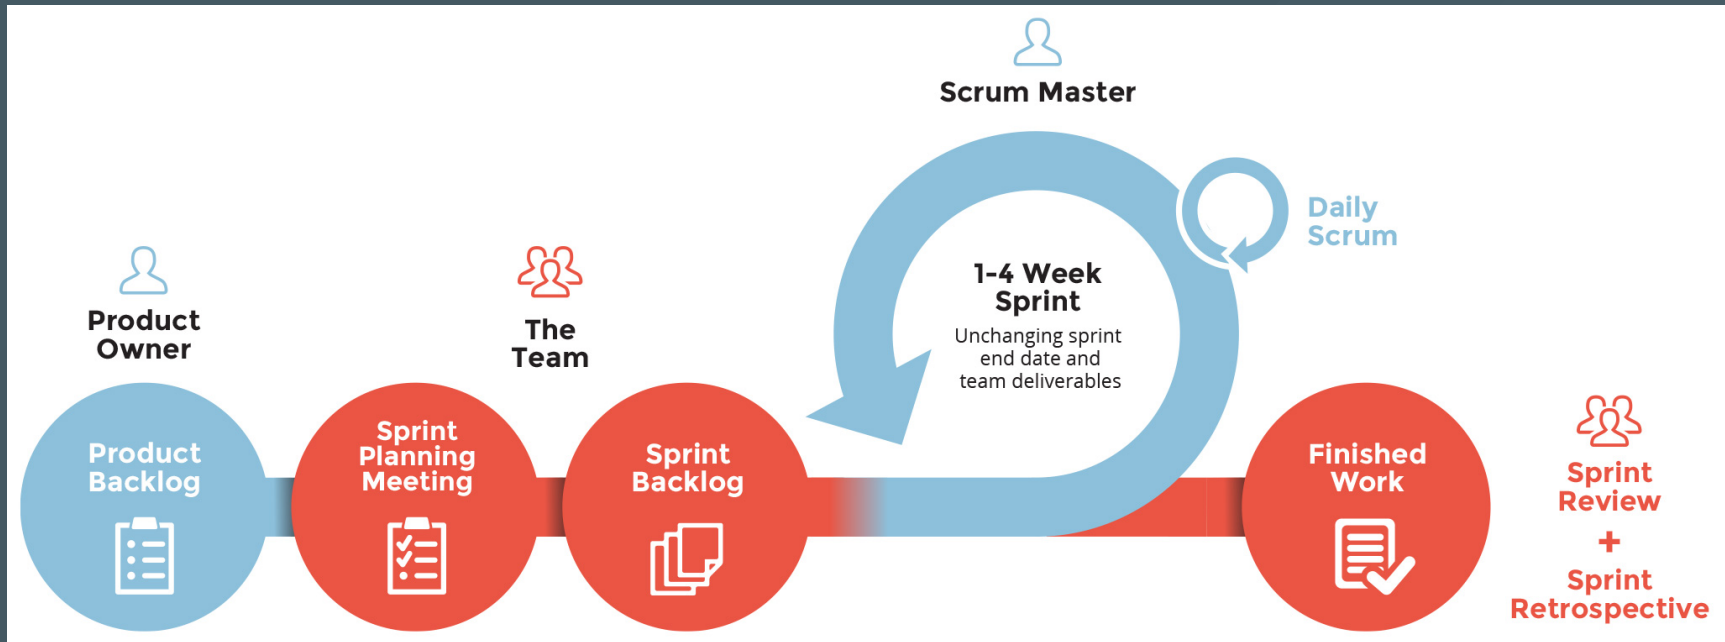 Scrum Master
Daily
Scrum
1-4 Week
Sprint
Unchanging sprint
end date and
team deliverables
Product
Owner
The
Team
Product
Backlog
Sprint
Planning
Meeting
Sprint
Backlog
Finished
Work
Sprint
Review
+
Sprint
Retrospective